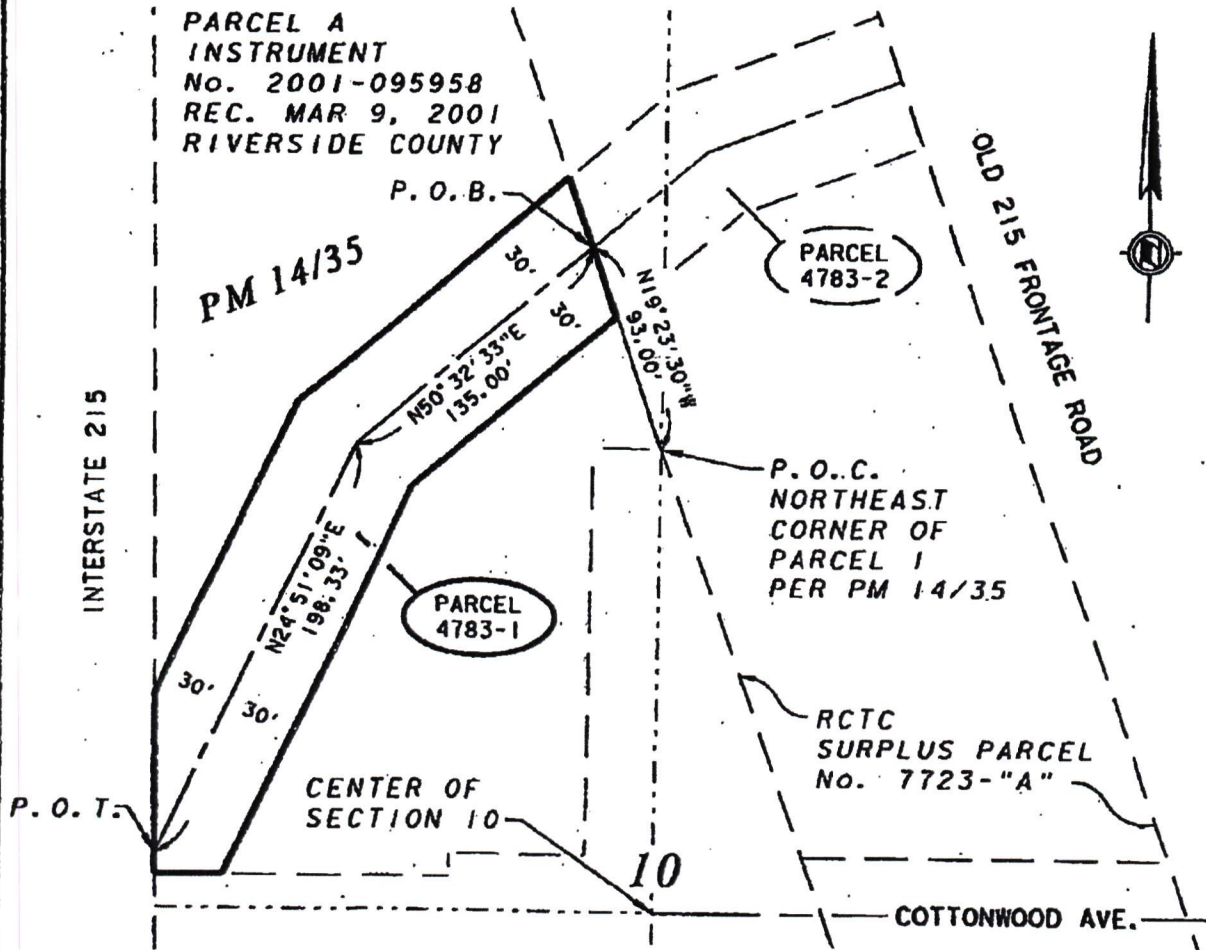 PARCEL A
INSTRUMENT
No. 2001-095958
REC. MAR 9, 2001
RIVERSIDE COUNTY
P.O.B.
PM 14/35
30'
30'
N19°23'30"W
93.00'
PARCEL
4783-2
OLD 215 FRONTAGE ROAD
N50°32'33"E
135.00'
INTERSTATE 215
P.O.C.
NORTHEAST
CORNER OF
PARCEL 1
PER PM 14/35
N24°51'09"E
198.33'
PARCEL
4783-1
30'
30'
RCTC
SURPLUS PARCEL
No. 7723-"A"
CENTER OF
SECTION 10
P.O.T.
10
COTTONWOOD AVE.